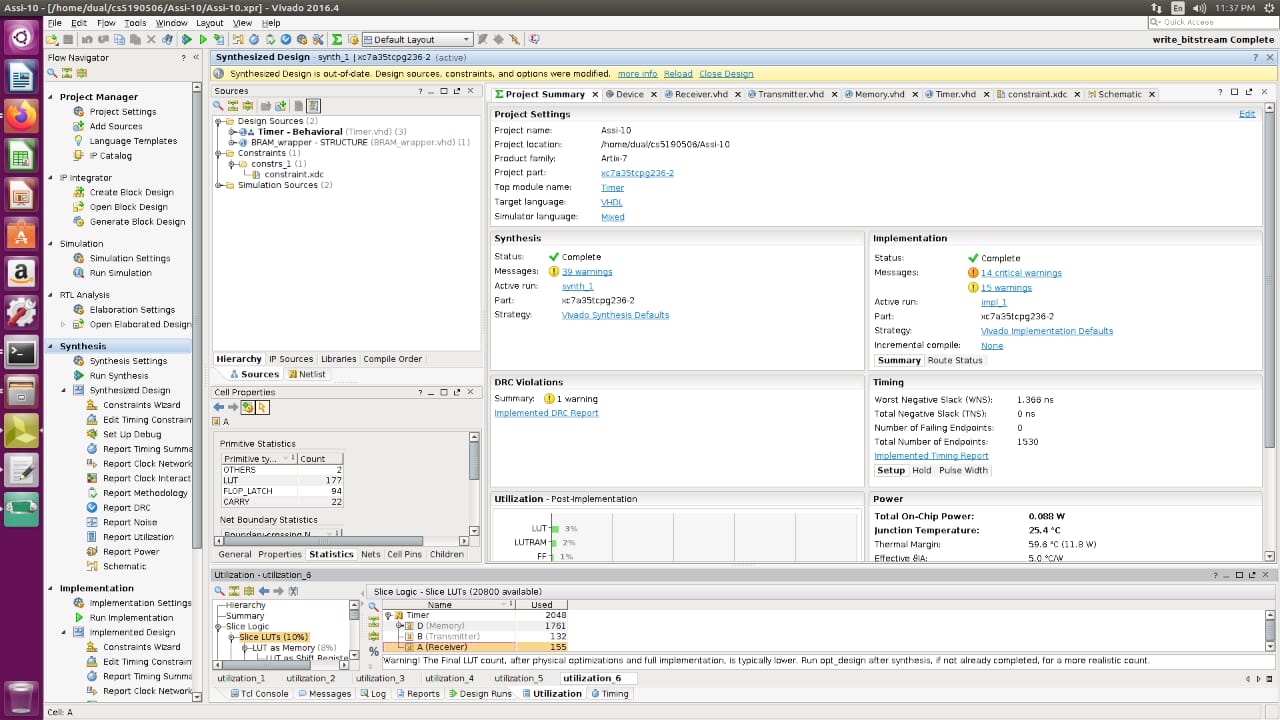 Assi-10 - [/home/dual/cs5190506/Assi-10/Assi-10.xpr] - Vivado 2016.4
En
11:37 PM
File Edit Flow Tools Window Layout View Help
Quick Access
Default Layout
write_bitstream Complete
Flow Navigator
Project Manager
Project Settings
Add Sources
Language Templates
IP Catalog
IP Integrator
Create Block Design
Open Block Design
Generate Block Design
Simulation
Simulation Settings
Run Simulation
RTL Analysis
Elaboration Settings
Open Elaborated Design
Synthesis
Synthesis Settings
Run Synthesis
Synthesized Design
Constraints Wizard
Edit Timing Constrain
Set Up Debug
Report Timing Summa
Report Clock Network
Report Clock Interact
Report Methodology
Report DRC
Report Noise
Report Utilization
Report Power
Schematic
Implementation
Implementation Settings
Run Implementation
Implemented Design
Constraints Wizard
Edit Timing Constrain
Report Timing Summa
Report Clock Network
Synthesized Design - synth_1 | xc7a35tcpg236-2 (active)
Synthesized Design is out-of-date. Design sources, constraints, and options were modified. more info Reload Close Design
Sources
Design Sources (2)
Timer - Behavioral (Timer.vhd) (3)
BRAM_wrapper - STRUCTURE (BRAM_wrapper.vhd) (1)
Constraints (1)
constrs_1 (1)
constraint.xdc
Simulation Sources (2)
Hierarchy IP Sources Libraries Compile Order
Sources Netlist
Cell Properties
A
Primitive Statistics
Primitive ty... 1 Count
OTHERS 2
LUT 177
FLOP_LATCH 94
CARRY 22
Net Boundary Statistics
General Properties Statistics Nets Cell Pins Children
Project Summary Device Receiver.vhd Transmitter.vhd Memory.vhd Timer.vhd constraint.xdc Schematic
Project Settings Edit
Project name: Assi-10
Project location: /home/dual/cs5190506/Assi-10
Product family: Artix-7
Project part: xc7a35tcpg236-2
Top module name: Timer
Target language: VHDL
Simulator language: Mixed
Synthesis
Status: Complete
Messages: 39 warnings
Active run: synth_1
Part: xc7a35tcpg236-2
Strategy: Vivado Synthesis Defaults
Implementation
Status: Complete
Messages: 14 critical warnings
15 warnings
Active run: impl_1
Part: xc7a35tcpg236-2
Strategy: Vivado Implementation Defaults
Incremental compile: None
Summary Route Status
DRC Violations
Summary: 1 warning
Implemented DRC Report
Timing
Worst Negative Slack (WNS): 1.366 ns
Total Negative Slack (TNS): 0 ns
Number of Failing Endpoints: 0
Total Number of Endpoints: 1530
Implemented Timing Report
Setup Hold Pulse Width
Utilization - Post-Implementation
LUT 3%
LUTRAM 2%
FF 1%
Power
Total On-Chip Power: 0.088 W
Junction Temperature: 25.4 °C
Thermal Margin: 59.6 °C (11.8 W)
Effective ϑJA: 5.0 °C/W
Utilization - utilization_6
Hierarchy
Summary
Slice Logic
Slice LUTs (10%)
LUT as Memory (8%)
LUT as Shift Registe
Slice Logic - Slice LUTs (20800 available)
Name 1 Used
Timer 2048
D (Memory) 1761
B (Transmitter) 132
A (Receiver) 155
Warning! The Final LUT count, after physical optimizations and full implementation, is typically lower. Run opt_design after synthesis, if not already completed, for a more realistic count.
utilization_1 utilization_2 utilization_3 utilization_4 utilization_5 utilization_6
Tcl Console Messages Log Reports Design Runs Utilization Timing
Cell: A